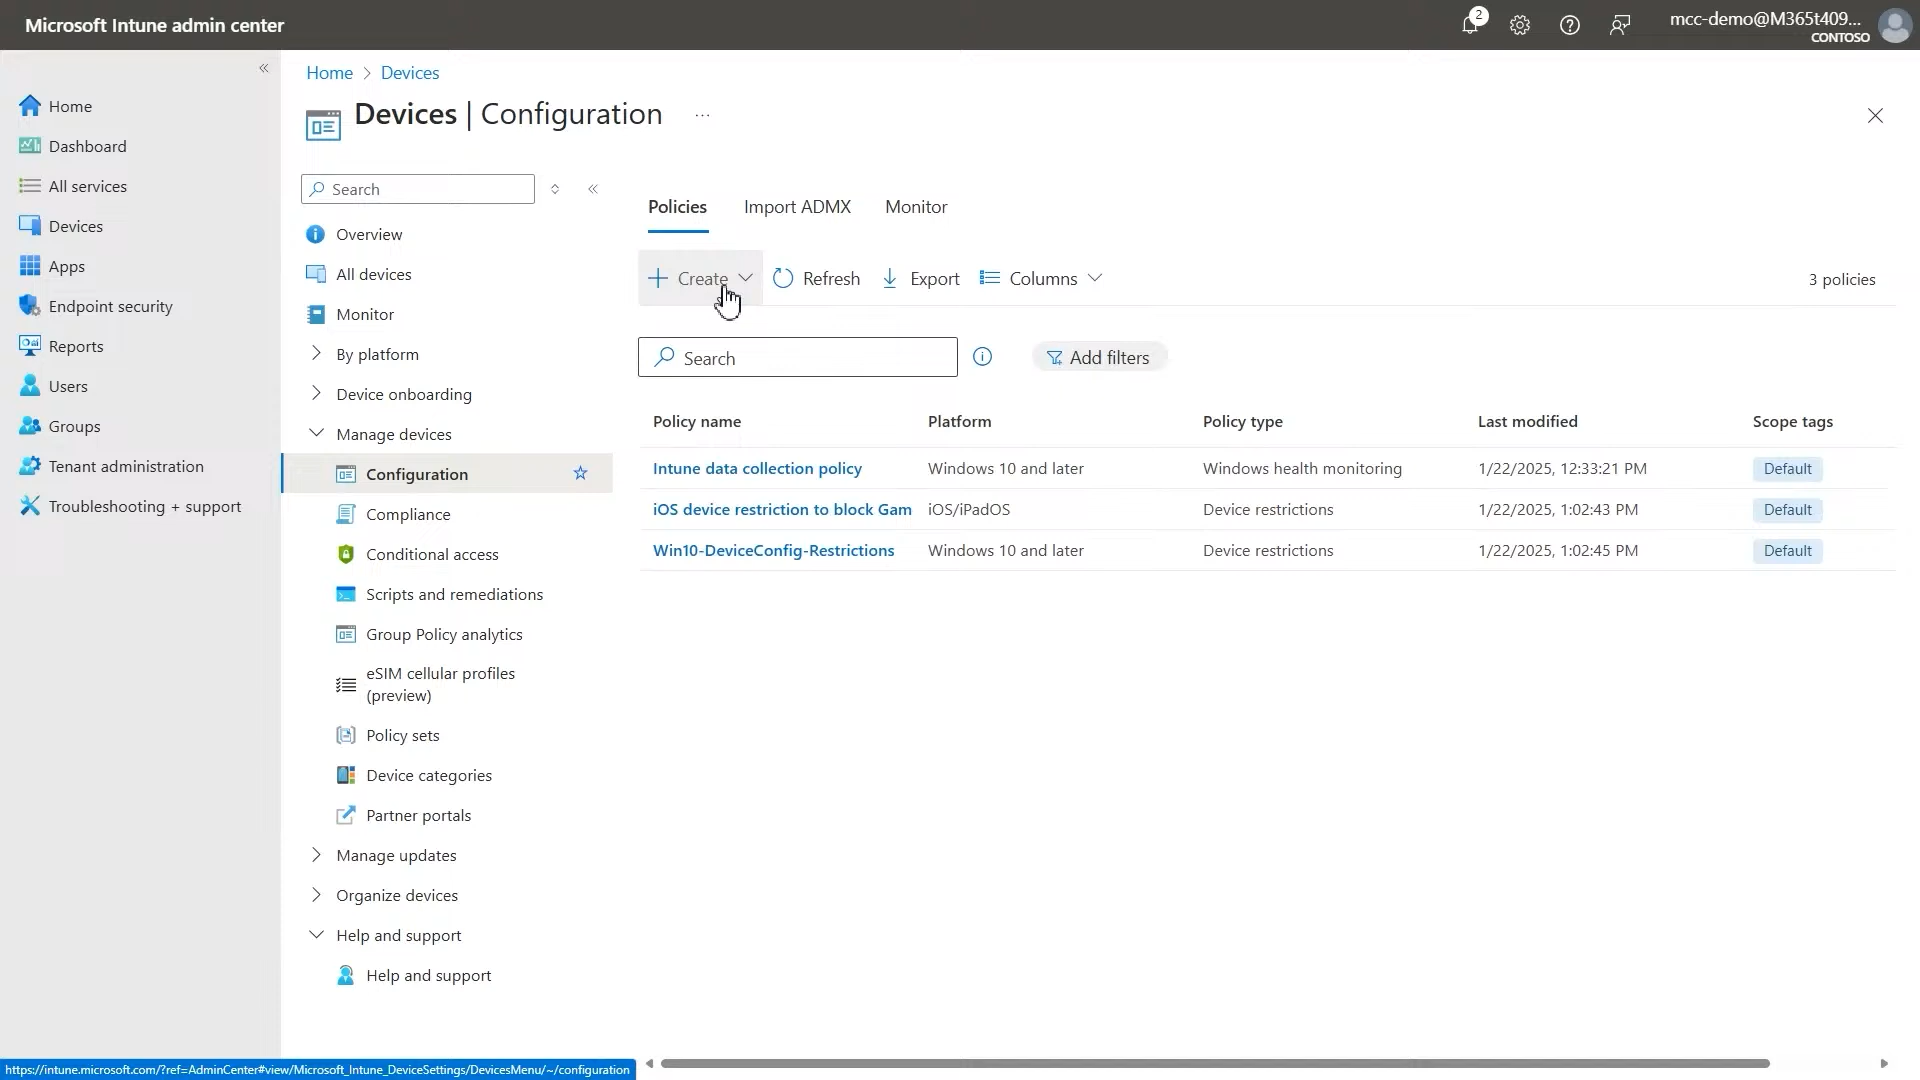 Microsoft Intune admin center
2
mcc-demo@M365t409...
CONTOSO
Home
Dashboard
All services
Devices
Apps
Endpoint security
Reports
Users
Groups
Tenant administration
Troubleshooting + support
Home > Devices
Devices | Configuration ...
Search
Overview
All devices
Monitor
By platform
Device onboarding
Manage devices
Configuration
Compliance
Conditional access
Scripts and remediations
Group Policy analytics
eSIM cellular profiles
(preview)
Policy sets
Device categories
Partner portals
Manage updates
Organize devices
Help and support
Help and support
Policies Import ADMX Monitor
Create Refresh Export Columns 3 policies
Search Add filters
Policy name Platform Policy type Last modified Scope tags
Intune data collection policy Windows 10 and later Windows health monitoring 1/22/2025, 12:33:21 PM Default
iOS device restriction to block Gam iOS/iPadOS Device restrictions 1/22/2025, 1:02:43 PM Default
Win10-DeviceConfig-Restrictions Windows 10 and later Device restrictions 1/22/2025, 1:02:45 PM Default
https://intune.microsoft.com/?ref=AdminCenter#view/Microsoft_Intune_DeviceSettings/DevicesMenu/~/configuration